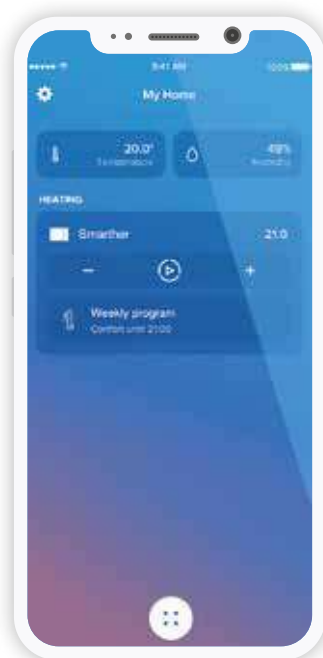 9:41 AM 100%
My Home
20.0° 49%
Temperature Humidity
HEATING
Smarther 21.0
− +
Weekly program
Comfort until 21:00